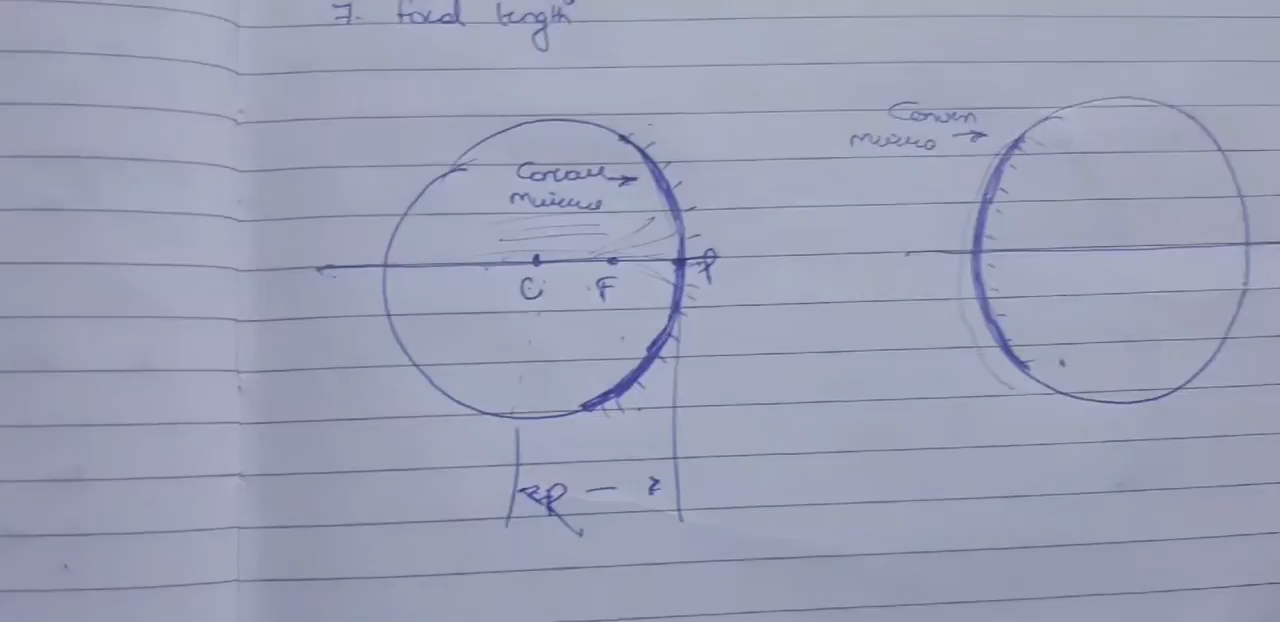 7. Focal length
Concave
mirror
C F P
R
Convex
mirror